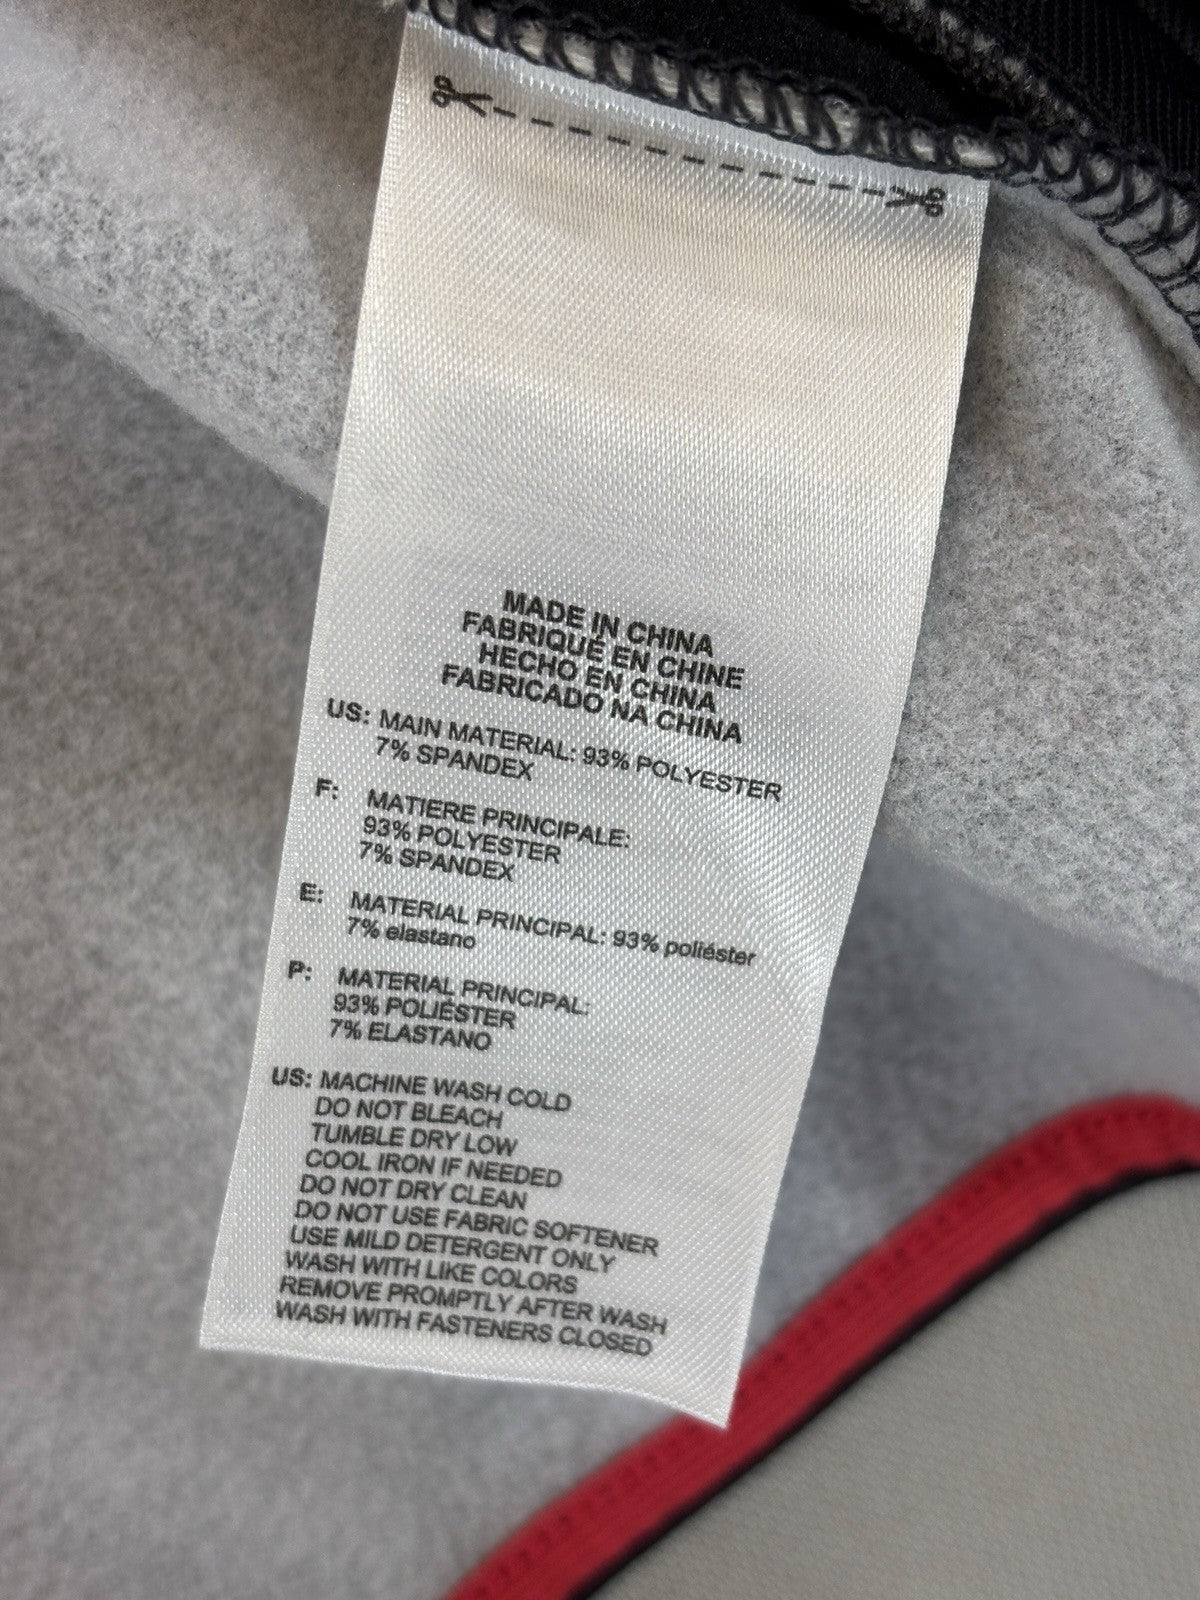 MADE IN CHINA
FABRIQUÉ EN CHINE
HECHO EN CHINA
FABRICADO NA CHINA
US: MAIN MATERIAL: 93% POLYESTER
7% SPANDEX
F: MATIERE PRINCIPALE:
93% POLYESTER
7% SPANDEX
E: MATERIAL PRINCIPAL: 93% poliéster
7% elastano
P: MATERIAL PRINCIPAL:
93% POLIÉSTER
7% ELASTANO
US: MACHINE WASH COLD
DO NOT BLEACH
TUMBLE DRY LOW
COOL IRON IF NEEDED
DO NOT DRY CLEAN
DO NOT USE FABRIC SOFTENER
USE MILD DETERGENT ONLY
WASH WITH LIKE COLORS
REMOVE PROMPTLY AFTER WASH
WASH WITH FASTENERS CLOSED